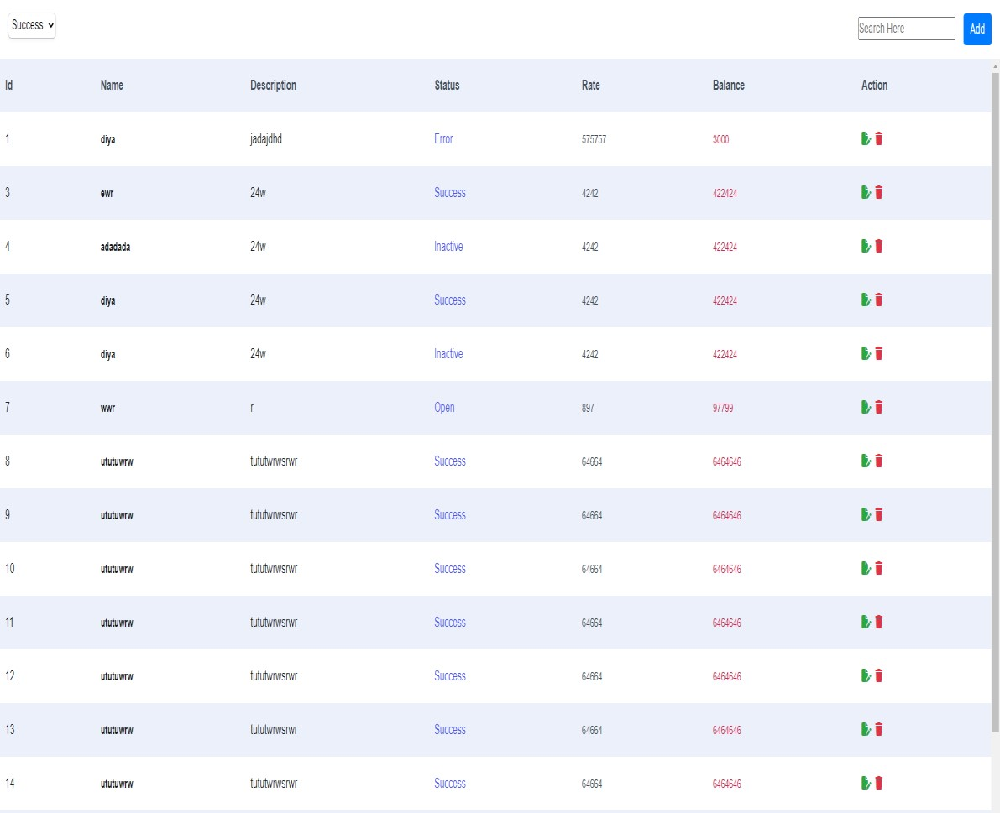 Success
Search Here Add
Id Name Description Status Rate Balance Action
1 diya jadajdhd Error 575757 3000
3 ewr 24w Success 4242 422424
4 adadada 24w Inactive 4242 422424
5 diya 24w Success 4242 422424
6 diya 24w Inactive 4242 422424
7 wwr r Open 897 97799
8 ututuwrw tututwrwsrwr Success 64664 6464646
9 ututuwrw tututwrwsrwr Success 64664 6464646
10 ututuwrw tututwrwsrwr Success 64664 6464646
11 ututuwrw tututwrwsrwr Success 64664 6464646
12 ututuwrw tututwrwsrwr Success 64664 6464646
13 ututuwrw tututwrwsrwr Success 64664 6464646
14 ututuwrw tututwrwsrwr Success 64664 6464646